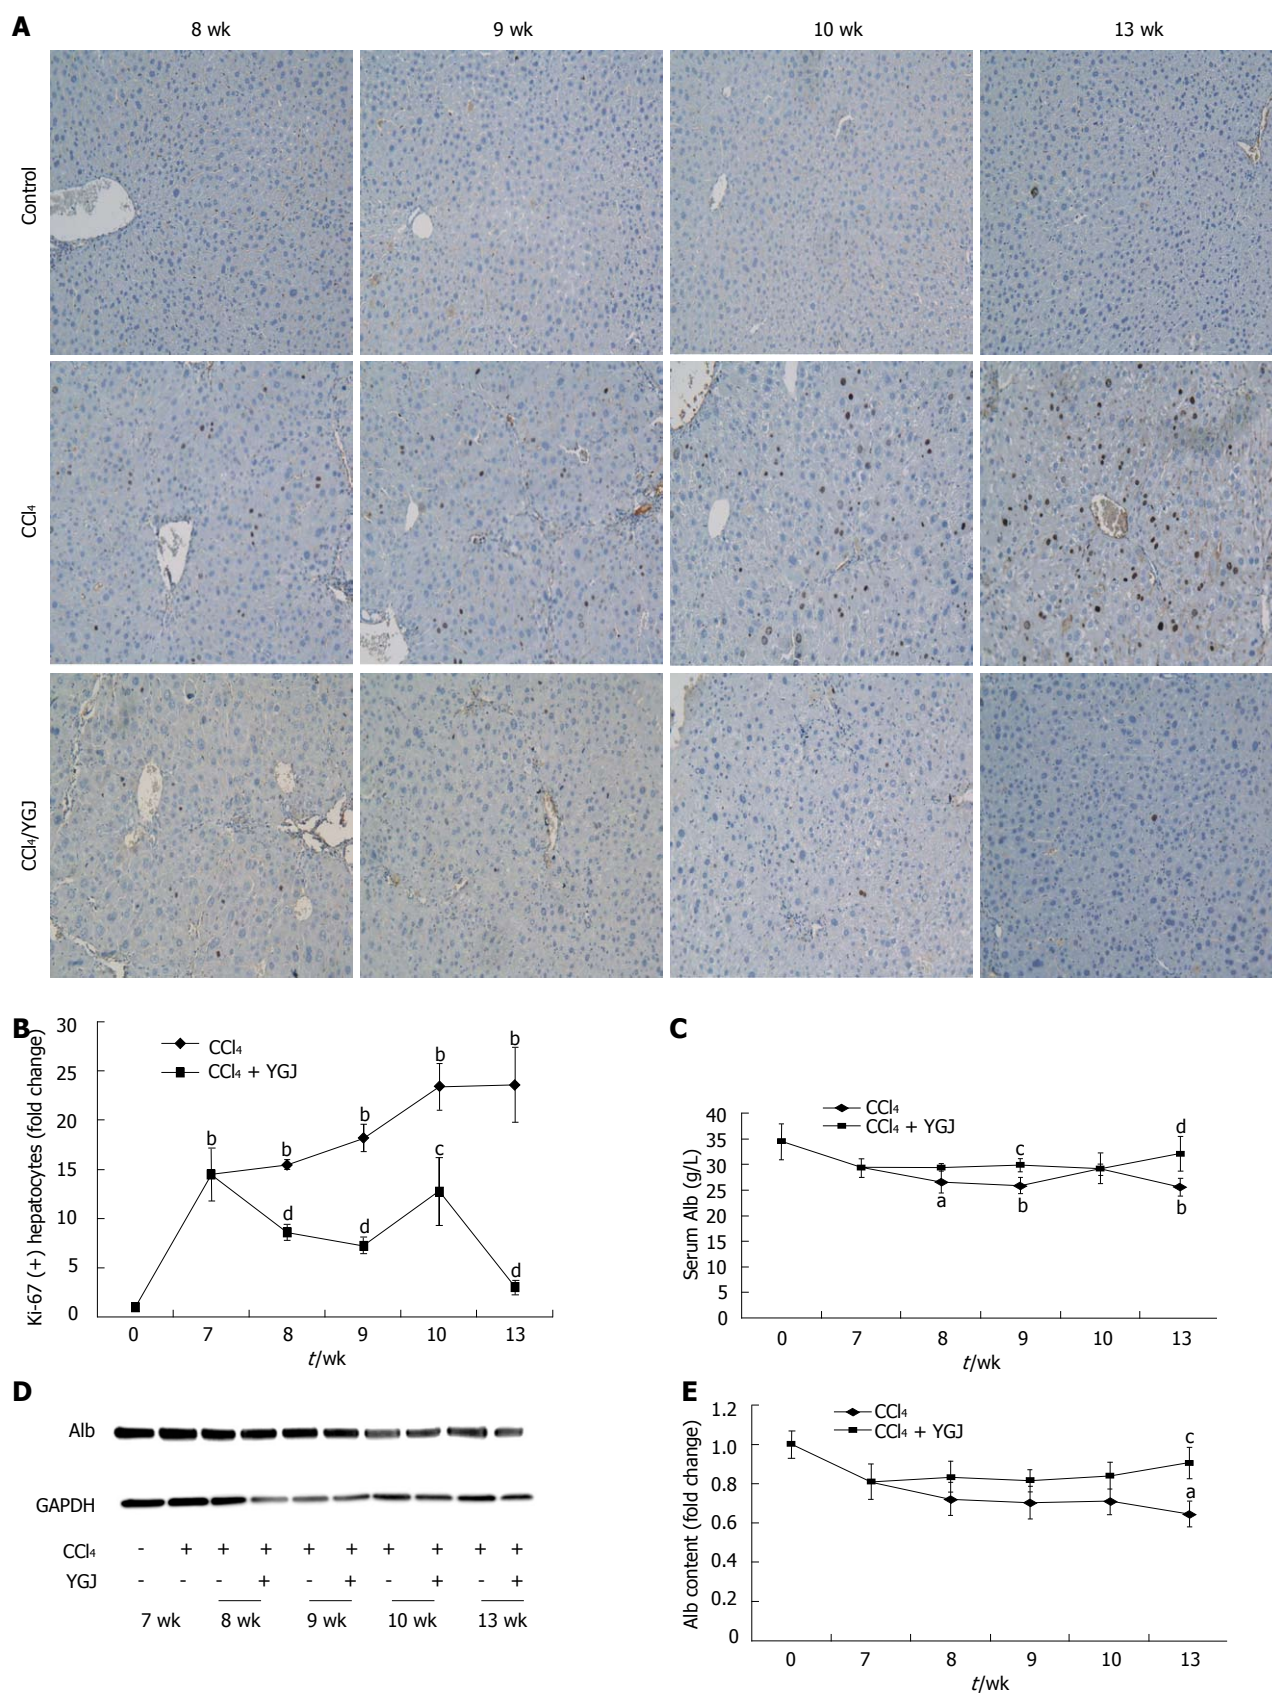 A
8 wk 9 wk 10 wk 13 wk
Control
CCl₄
CCl₄/YGJ
B
Ki-67 (+) hepatocytes (fold change)
30
25
20
15
10
5
0
CCl₄
CCl₄ + YGJ
b b b b b
d d c d
0 7 8 9 10 13
t/wk
C
Serum Alb (g/L)
40
35
30
25
20
15
10
5
0
CCl₄
CCl₄ + YGJ
c d
a b b
0 7 8 9 10 13
t/wk
D
Alb
GAPDH
CCl₄ - + + + + + + + + +
YGJ - - - + - + - + - +
7 wk 8 wk 9 wk 10 wk 13 wk
E
Alb content (fold change)
1.2
1.0
0.8
0.6
0.4
0.2
0
CCl₄
CCl₄ + YGJ
c
a
0 7 8 9 10 13
t/wk